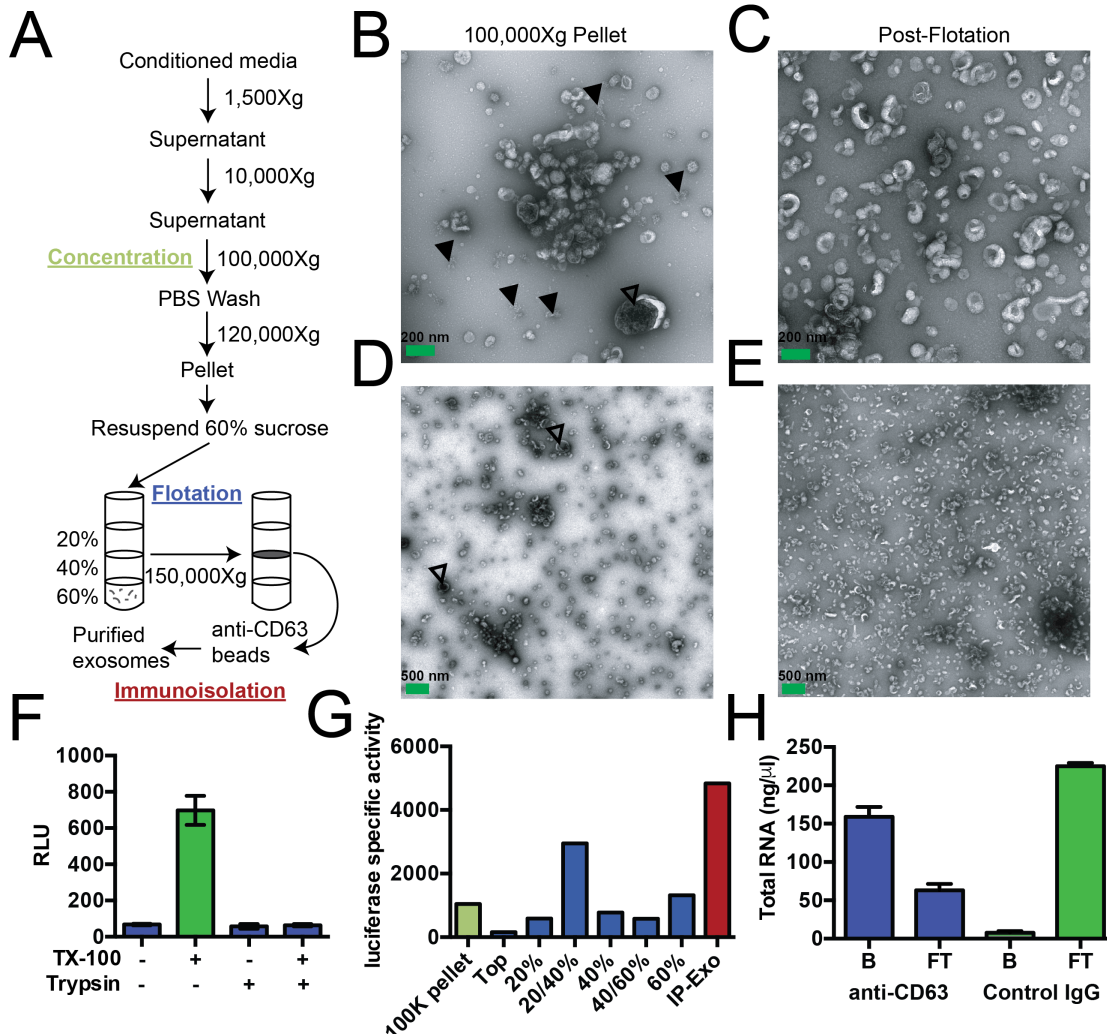 A
Conditioned media
1,500Xg
Supernatant
10,000Xg
Supernatant
Concentration
100,000Xg
PBS Wash
120,000Xg
Pellet
Resuspend 60% sucrose
Flotation
20%
40%
60%
150,000Xg
Purified
exosomes
anti-CD63
beads
Immunoisolation
B
100,000Xg Pellet
200 nm
C
Post-Flotation
200 nm
D
500 nm
E
500 nm
F
RLU
1000
800
600
400
200
0
TX-100 - + - +
Trypsin - - + +
G
luciferase specific activity
6000
4000
2000
0
100K pellet
Top
20%
20/40%
40%
40/60%
60%
IP-Exo
H
Total RNA (ng/μl)
250
200
150
100
50
0
B FT B FT
anti-CD63 Control IgG